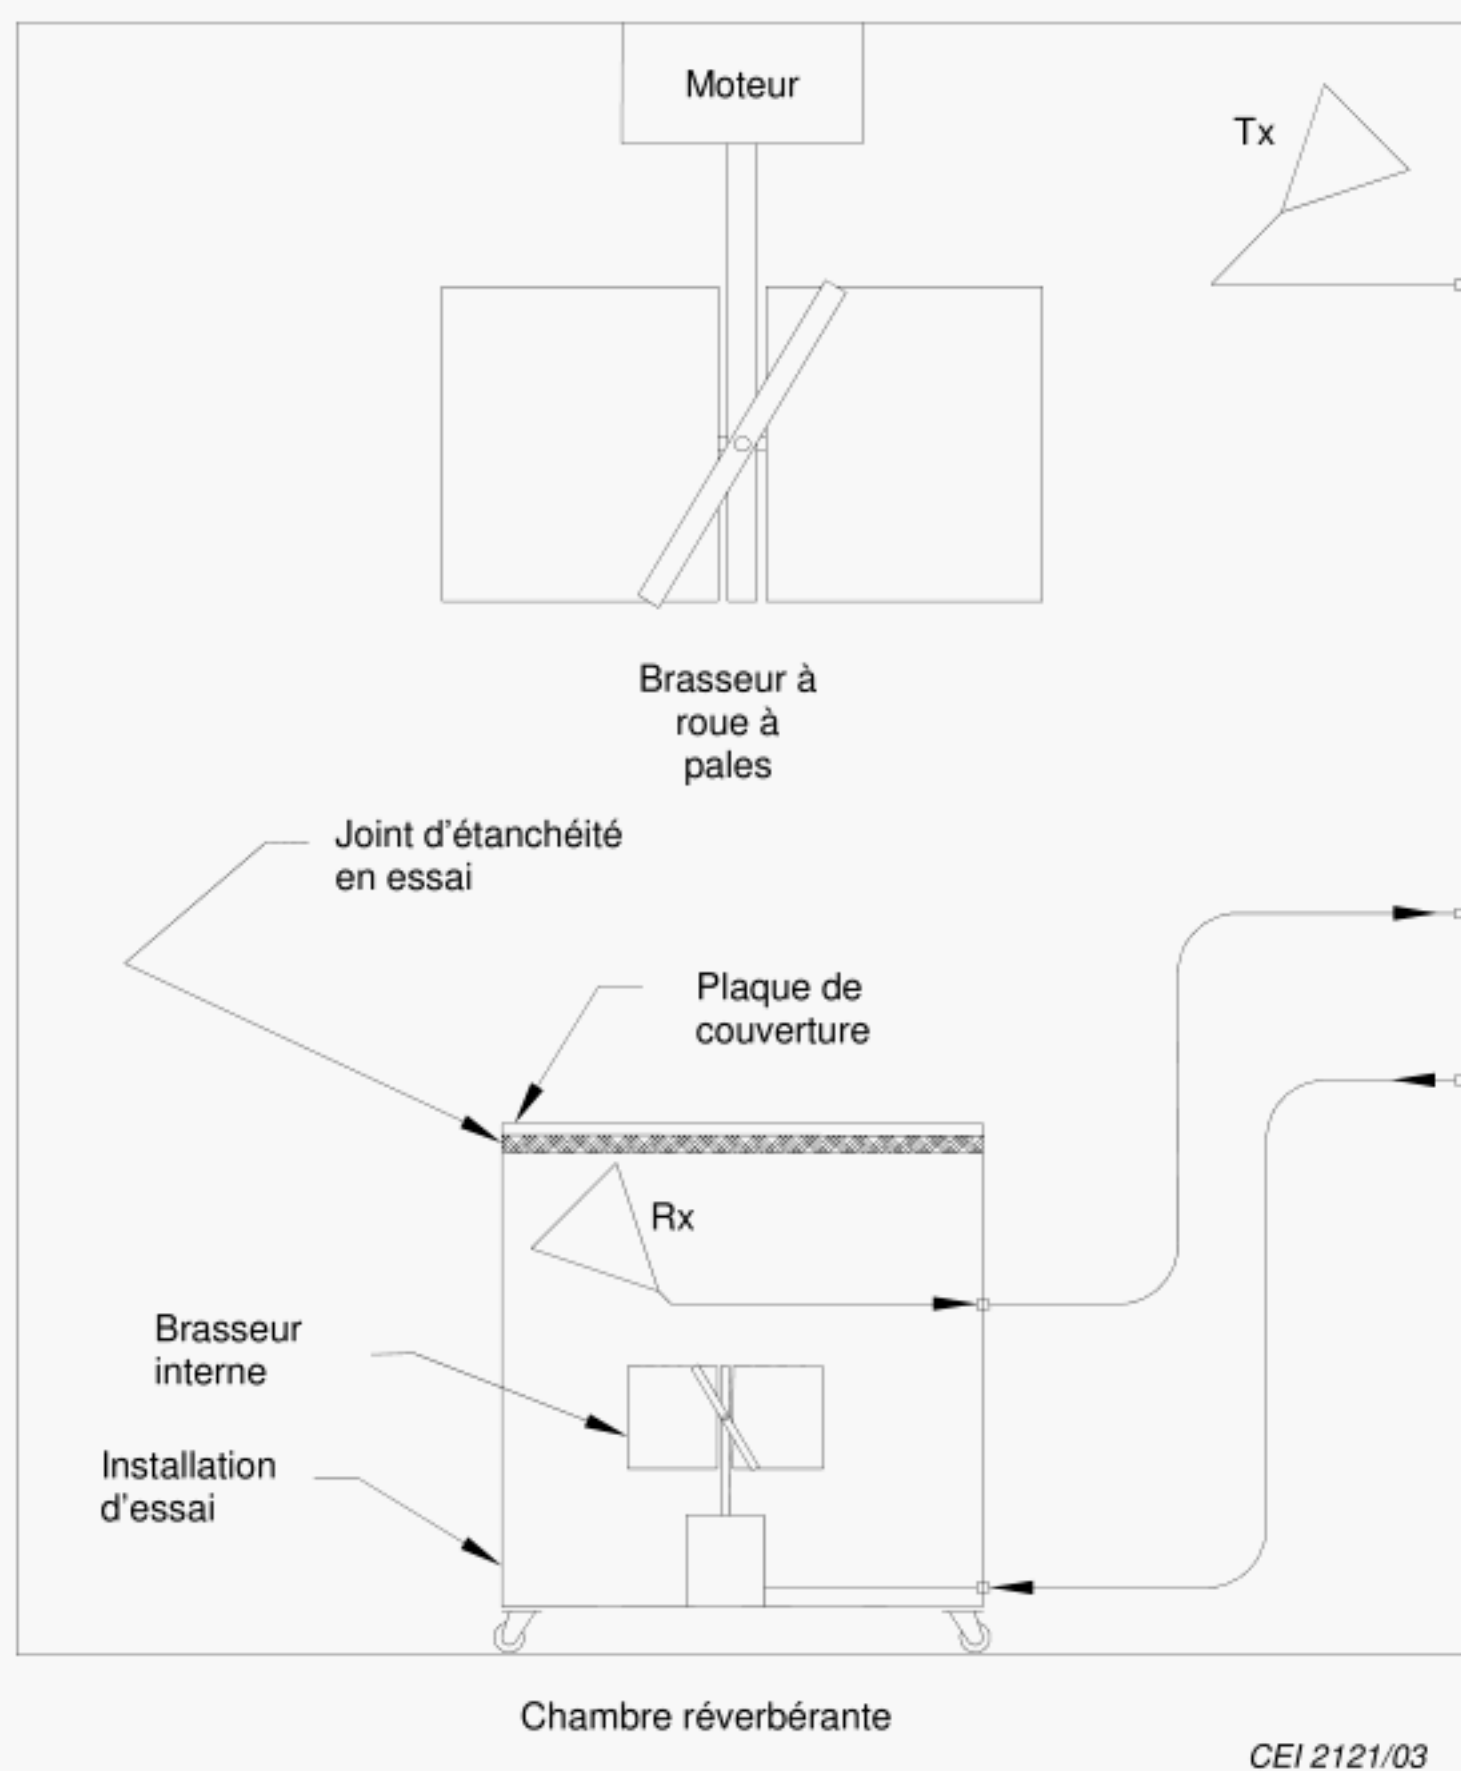 Moteur
Tx
Brasseur à
roue à
pales
Joint d'étanchéité
en essai
Plaque de
couverture
Rx
Brasseur
interne
Installation
d'essai
Chambre réverbérante
CEI 2121/03